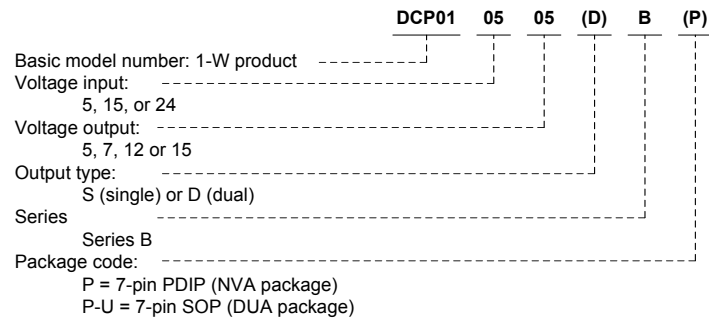 DCP01 05 05 (D) B (P)
Basic model number: 1-W product
Voltage input:
5, 15, or 24
Voltage output:
5, 7, 12 or 15
Output type:
S (single) or D (dual)
Series
Series B
Package code:
P = 7-pin PDIP (NVA package)
P-U = 7-pin SOP (DUA package)